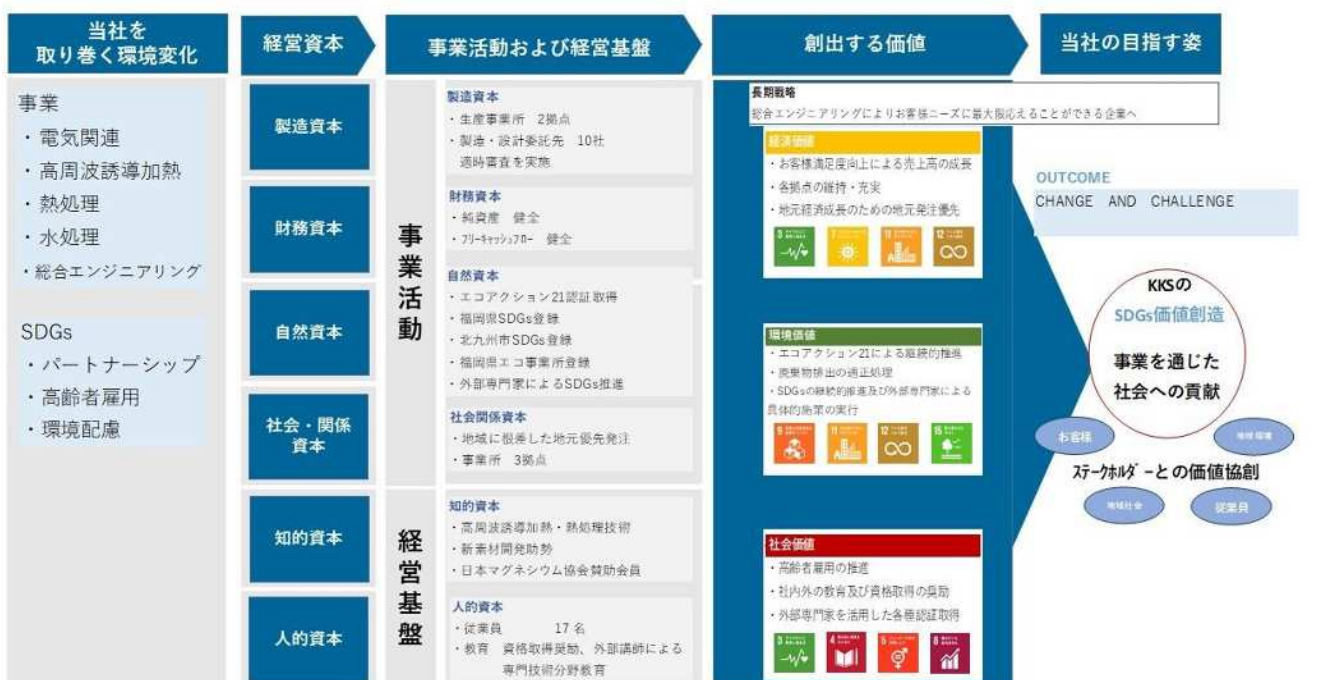 当社を
取り巻く環境変化
経営資本
事業活動および経営基盤
創出する価値
当社の目指す姿
事業
・電気関連
・高周波誘導加熱
・熱処理
・水処理
・総合エンジニアリング
SDGs
・パートナーシップ
・高齢者雇用
・環境配慮
製造資本
財務資本
自然資本
社会・関係
資本
知的資本
人的資本
事業活動
経営基盤
製造資本
・生産事業所 2拠点
・製造・設計委託先 10社
適時審査を実施
財務資本
・純資産 健全
・フリーキャッシュフロー 健全
自然資本
・エコアクション21認証取得
・福岡県SDGs登録
・北九州市SDGs登録
・福岡県エコ事業所登録
・外部専門家によるSDGs推進
社会関係資本
・地域に根差した地元優先発注
・事業所 3拠点
知的資本
・高周波誘導加熱・熱処理技術
・新素材開発助勢
・日本マグネシウム協会賛助会員
人的資本
・従業員 17名
・教育 資格取得奨励、外部講師による
専門技術分野教育
長期戦略
総合エンジニアリングによりお客様ニーズに最大限応えることができる企業へ
経済価値
・お客様満足度向上による売上高の成長
・各拠点の維持・充実
・地元経済成長のための地元発注優先
3
7
11
12
環境価値
・エコアクション21による継続的推進
・廃棄物排出の適正処理
・SDGsの継続的推進及び外部専門家による
具体的施策の実行
9
11
12
15
社会価値
・高齢者雇用の推進
・社内外の教育及び資格取得の奨励
・外部専門家を活用した各種認証取得
3
4
5
8
OUTCOME
CHANGE AND CHALLENGE
KKSの
SDGs価値創造
事業を通じた
社会への貢献
お客様
地域環境
ステークホルダーとの価値協創
地域社会
従業員